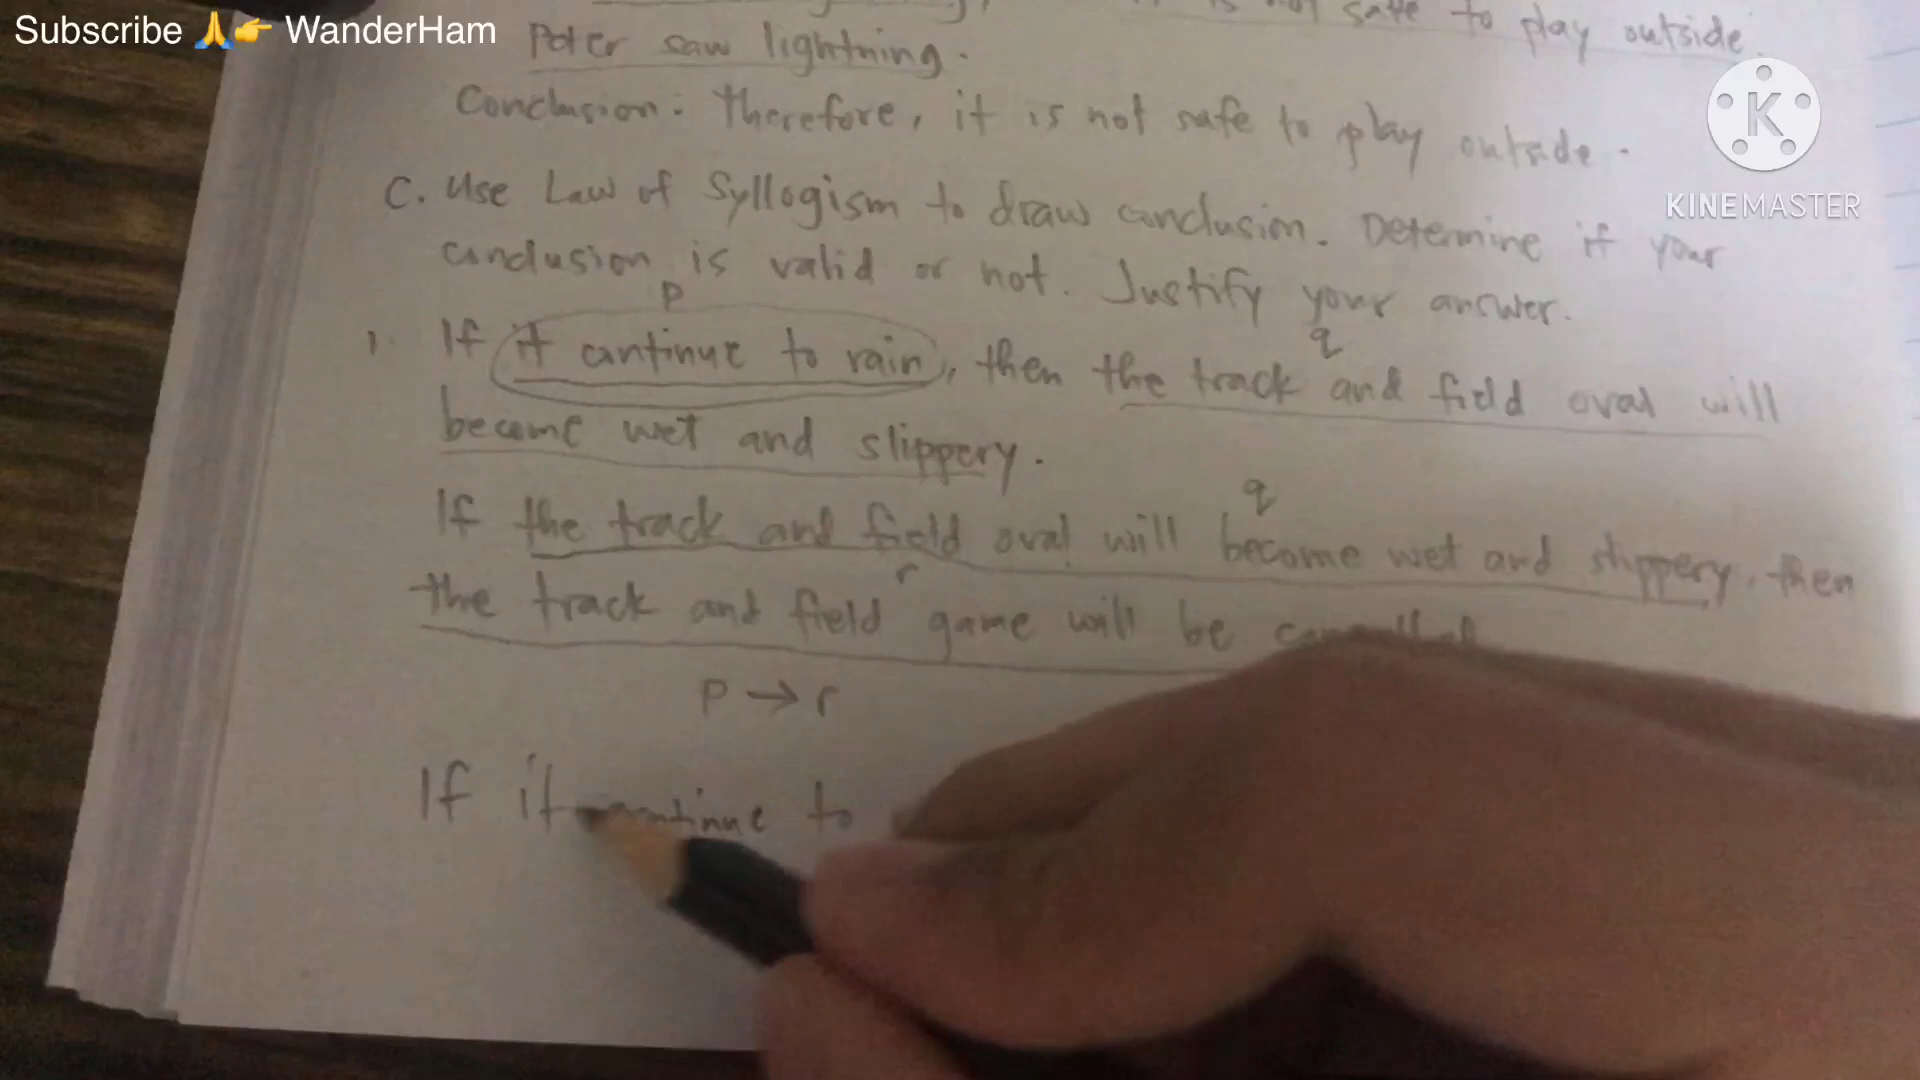 Subscribe 🙏👉 WanderHam
is not safe to play outside.
Peter saw lightning.
Conclusion: Therefore, it is not safe to play outside.
C. Use Law of Syllogism to draw conclusion. Determine if your
conclusion is valid or not. Justify your answer.
p
q
1. If it continue to rain, then the track and field oval will
become wet and slippery.
q
If the track and field oval will become wet and slippery, then
r
the track and field game will be
p → r
If it continue to
K
KINEMASTER